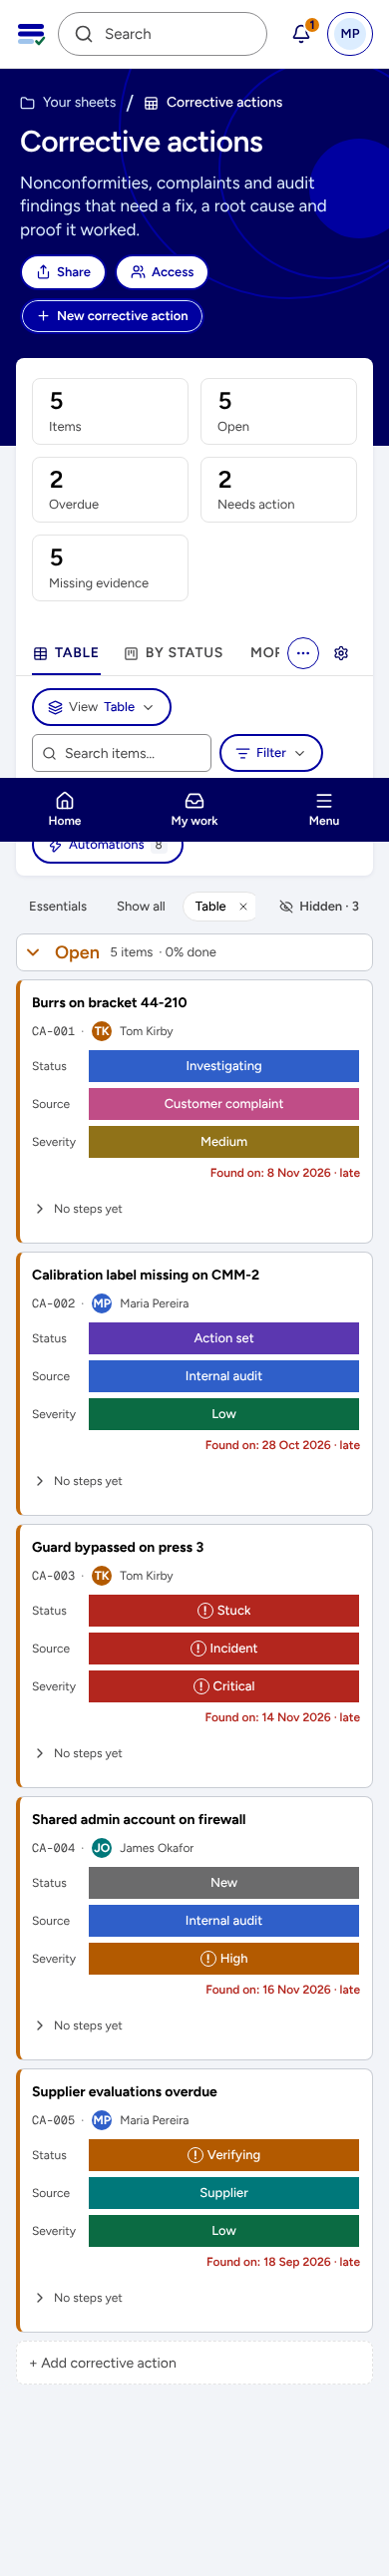 Search
1
MP
Your sheets / Corrective actions
Corrective actions
Nonconformities, complaints and audit
findings that need a fix, a root cause and
proof it worked.
Share
Access
+ New corrective action
5
Items
5
Open
2
Overdue
2
Needs action
5
Missing evidence
TABLE
BY STATUS
View Table
Search items...
Filter
Home
My work
Menu
Automations 8
Essentials
Show all
Table ×
Hidden · 3
Open 5 items · 0% done
Burrs on bracket 44-210
CA-001 · TK Tom Kirby
Status Investigating
Source Customer complaint
Severity Medium
Found on: 8 Nov 2026 · late
No steps yet
Calibration label missing on CMM-2
CA-002 · MP Maria Pereira
Status Action set
Source Internal audit
Severity Low
Found on: 28 Oct 2026 · late
No steps yet
Guard bypassed on press 3
CA-003 · TK Tom Kirby
Status ! Stuck
Source ! Incident
Severity ! Critical
Found on: 14 Nov 2026 · late
No steps yet
Shared admin account on firewall
CA-004 · JO James Okafor
Status New
Source Internal audit
Severity ! High
Found on: 16 Nov 2026 · late
No steps yet
Supplier evaluations overdue
CA-005 · MP Maria Pereira
Status ! Verifying
Source Supplier
Severity Low
Found on: 18 Sep 2026 · late
No steps yet
+ Add corrective action